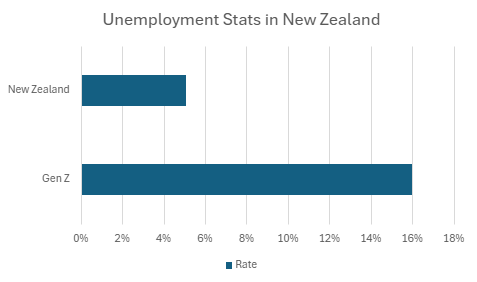 Unemployment Stats in New Zealand
New Zealand
Gen Z
0% 2% 4% 6% 8% 10% 12% 14% 16% 18%
Rate